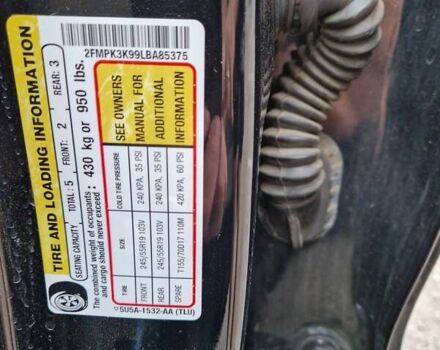 2FMPK3K99LBA85375
TIRE AND LOADING INFORMATION
SEATING CAPACITY TOTAL : 5 FRONT: 2 REAR: 3
The combined weight of occupants : 430 kg or 950 lbs.
and cargo should never exceed
TIRE SIZE COLD TIRE PRESSURE
FRONT 245/55R19 103V 240 KPA, 35 PSI
REAR 245/55R19 103V 240 KPA, 35 PSI
SPARE T155/70D17 110M 420 KPA, 60 PSI
SEE OWNERS
MANUAL FOR
ADDITIONAL
INFORMATION
5U5A-1532-AA (TLU)